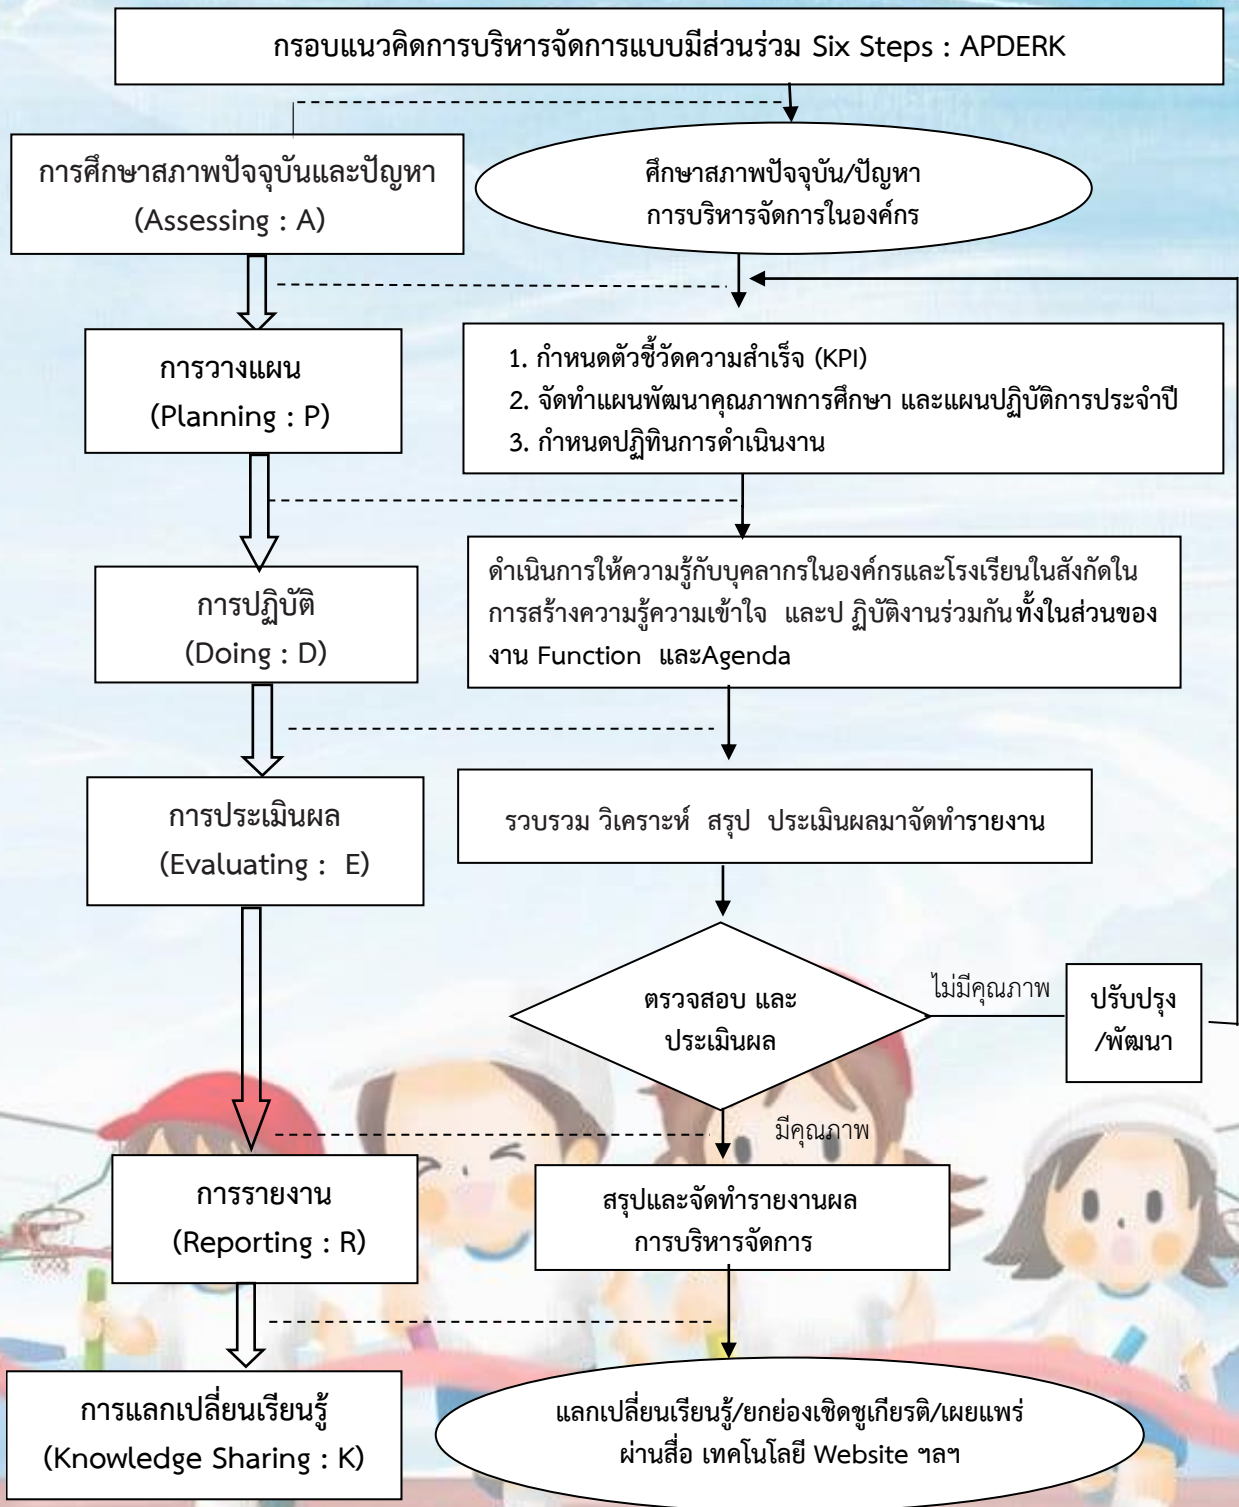 กรอบแนวคิดการบริหารจัดการแบบมีส่วนร่วม Six Steps : APDERK
การศึกษาสภาพปัจจุบันและปัญหา
(Assessing : A)
ศึกษาสภาพปัจจุบัน/ปัญหา
การบริหารจัดการในองค์กร
การวางแผน
(Planning : P)
1. กำหนดตัวชี้วัดความสำเร็จ (KPI)
2. จัดทำแผนพัฒนาคุณภาพการศึกษา และแผนปฏิบัติการประจำปี
3. กำหนดปฏิทินการดำเนินงาน
การปฏิบัติ
(Doing : D)
ดำเนินการให้ความรู้กับบุคลากรในองค์กรและโรงเรียนในสังกัดใน
การสร้างความรู้ความเข้าใจ และป ฏิบัติงานร่วมกัน ทั้งในส่วนของ
งาน Function และAgenda
การประเมินผล
(Evaluating : E)
รวบรวม วิเคราะห์ สรุป ประเมินผลมาจัดทำรายงาน
ตรวจสอบ และ
ประเมินผล
ไม่มีคุณภาพ
ปรับปรุง
/พัฒนา
มีคุณภาพ
การรายงาน
(Reporting : R)
สรุปและจัดทำรายงานผล
การบริหารจัดการ
การแลกเปลี่ยนเรียนรู้
(Knowledge Sharing : K)
แลกเปลี่ยนเรียนรู้/ยกย่องเชิดชูเกียรติ/เผยแพร่
ผ่านสื่อ เทคโนโลยี Website ฯลฯ